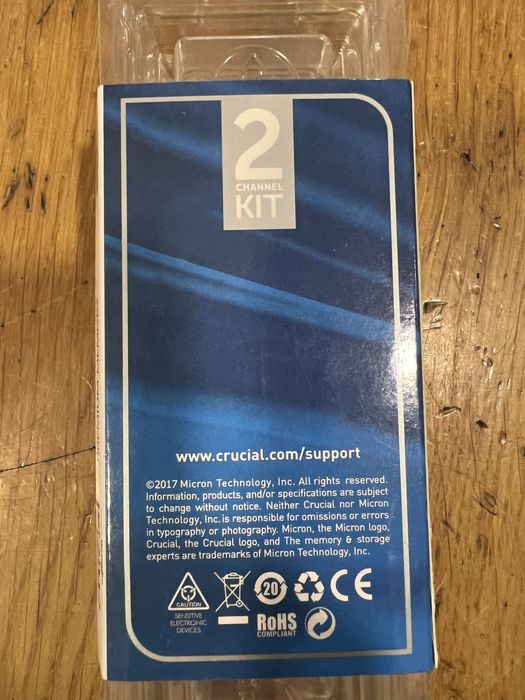 2
CHANNEL
KIT
www.crucial.com/support
©2017 Micron Technology, Inc. All rights reserved.
Information, products, and/or specifications are subject
to change without notice. Neither Crucial nor Micron
Technology, Inc. is responsible for omissions or errors
in typography or photography. Micron, the Micron logo,
Crucial, the Crucial logo, and The memory & storage
experts are trademarks of Micron Technology, Inc.
CAUTION
SENSITIVE
ELECTRONIC
DEVICES
20
CE
RoHS
COMPLIANT